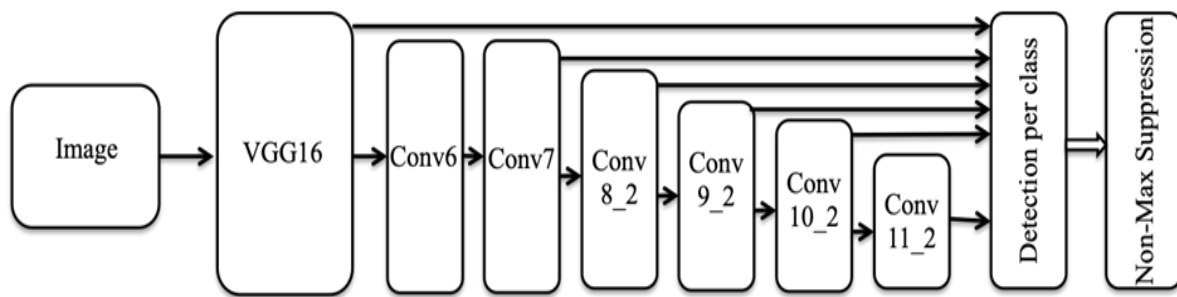 Image
VGG16
Conv6
Conv7
Conv
8_2
Conv
9_2
Conv
10_2
Conv
11_2
Detection per class
Non-Max Suppression